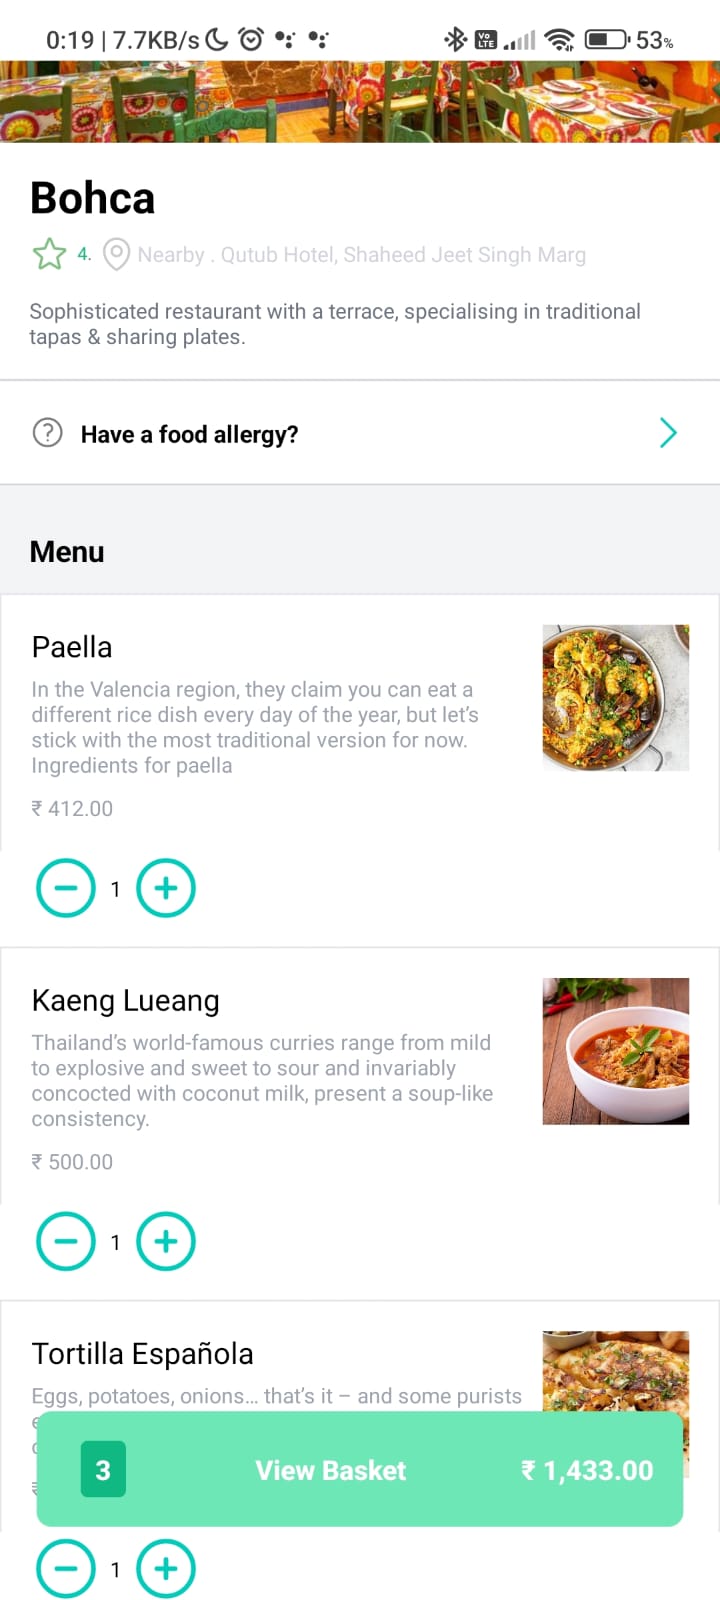 0:19 | 7.7KB/s
Vo LTE
53%
Bohca
4. Nearby . Qutub Hotel, Shaheed Jeet Singh Marg
Sophisticated restaurant with a terrace, specialising in traditional
tapas & sharing plates.
Have a food allergy?
Menu
Paella
In the Valencia region, they claim you can eat a
different rice dish every day of the year, but let’s
stick with the most traditional version for now.
Ingredients for paella
₹ 412.00
1
Kaeng Lueang
Thailand’s world-famous curries range from mild
to explosive and sweet to sour and invariably
concocted with coconut milk, present a soup-like
consistency.
₹ 500.00
1
Tortilla Española
Eggs, potatoes, onions... that’s it – and some purists
3 View Basket ₹ 1,433.00
1